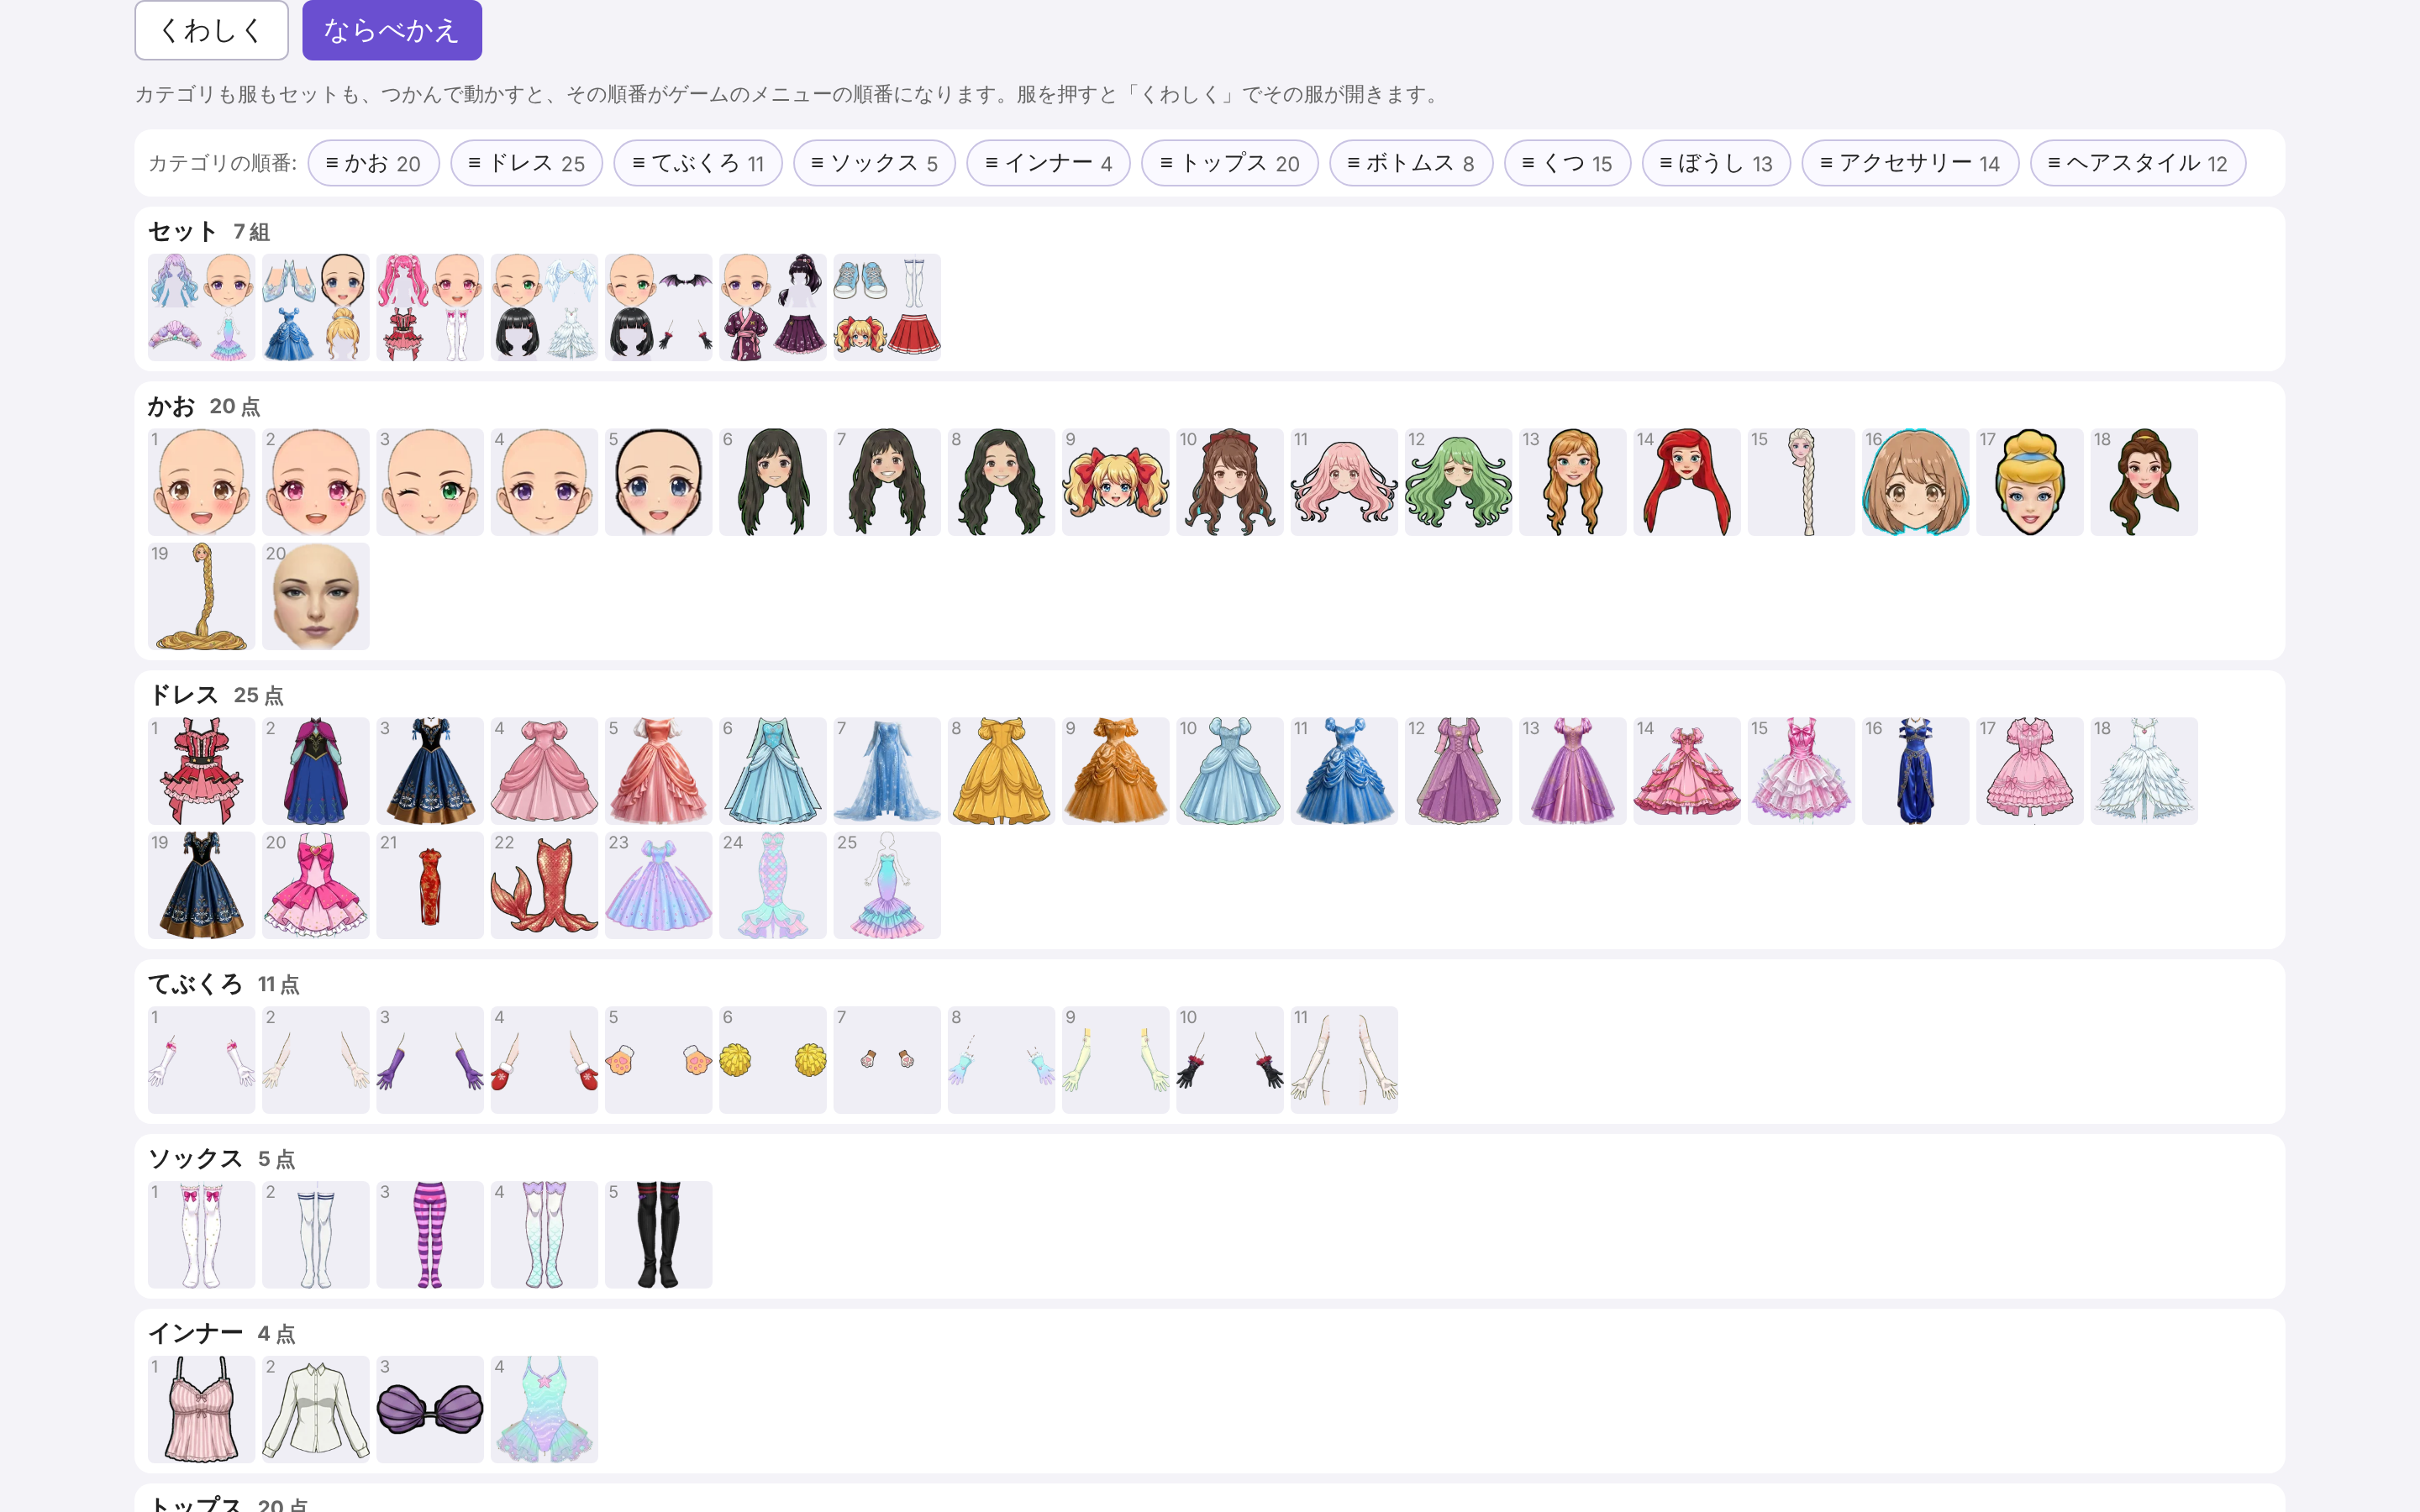 くわしく ならべかえ
カテゴリも服もセットも、つかんで動かすと、その順番がゲームのメニューの順番になります。服を押すと「くわしく」でその服が開きます。
カテゴリの順番: ≡ かお 20 ≡ ドレス 25 ≡ てぶくろ 11 ≡ ソックス 5 ≡ インナー 4 ≡ トップス 20 ≡ ボトムス 8 ≡ くつ 15 ≡ ぼうし 13 ≡ アクセサリー 14 ≡ ヘアスタイル 12
セット 7 組
かお 20 点
1 2 3 4 5 6 7 8 9 10 11 12 13 14 15 16 17 18
19 20
ドレス 25 点
1 2 3 4 5 6 7 8 9 10 11 12 13 14 15 16 17 18
19 20 21 22 23 24 25
てぶくろ 11 点
1 2 3 4 5 6 7 8 9 10 11
ソックス 5 点
1 2 3 4 5
インナー 4 点
1 2 3 4
トップス 20 点